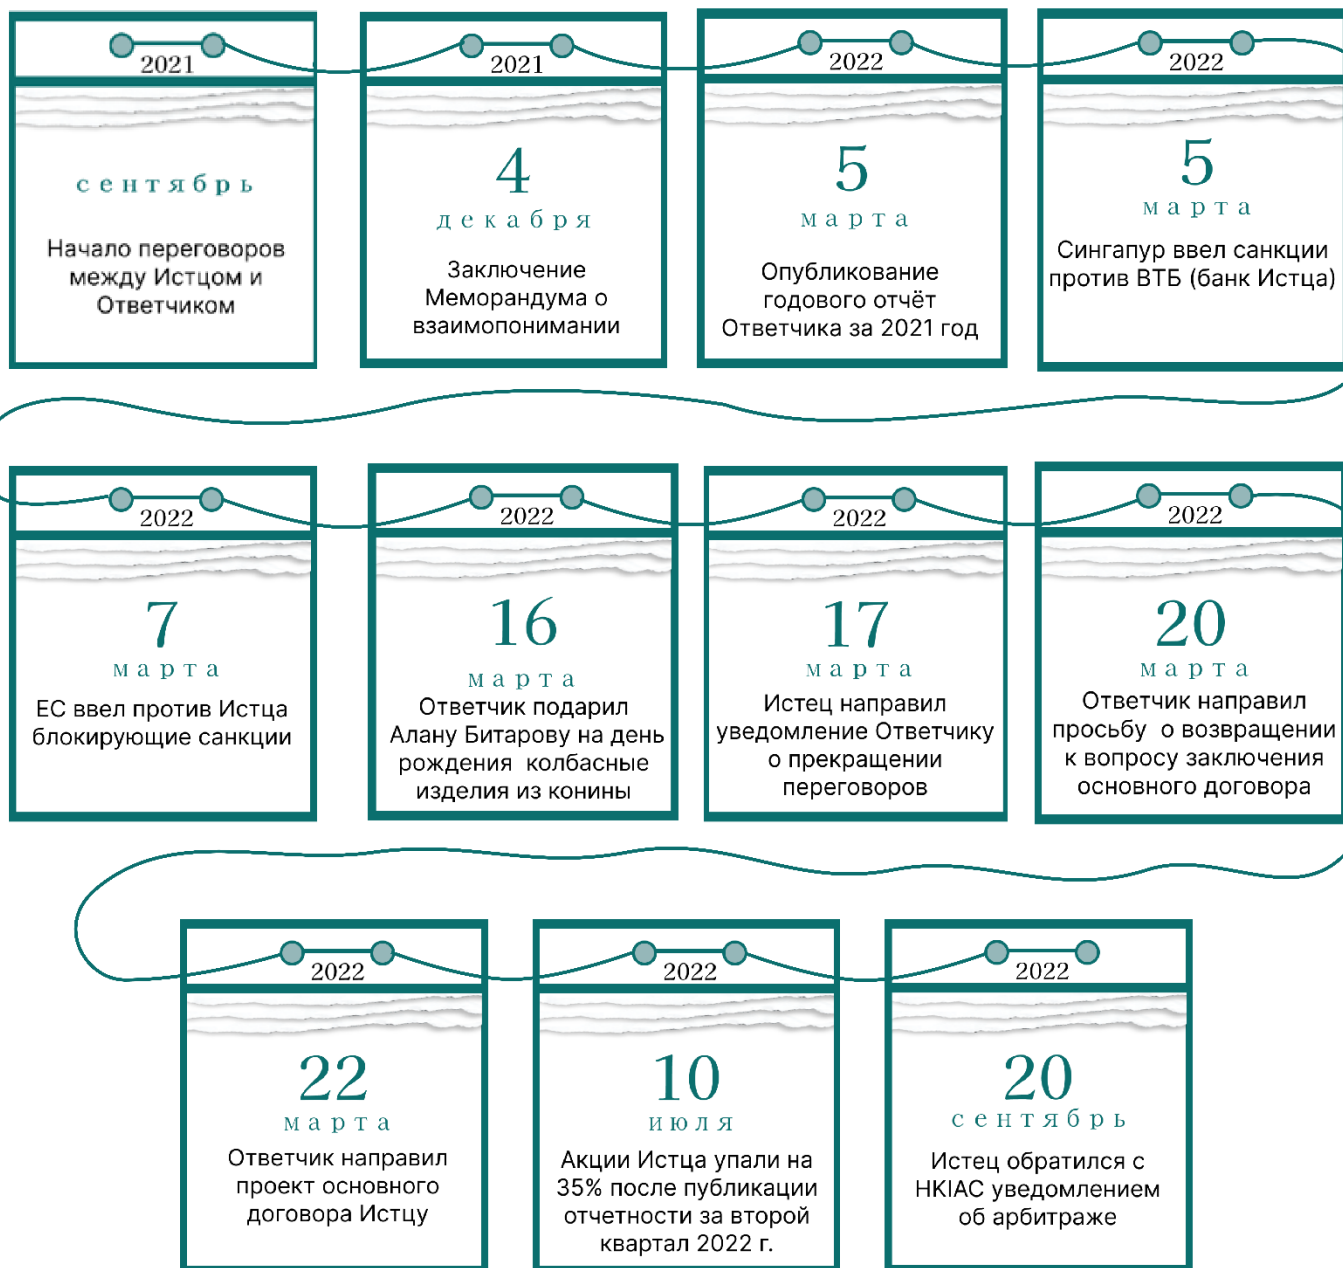 2021
сентябрь
Начало переговоров
между Истцом и
Ответчиком
2021
4
декабря
Заключение
Меморандума о
взаимопонимании
2022
5
марта
Опубликование
годового отчёт
Ответчика за 2021 год
2022
5
марта
Сингапур ввел санкции
против ВТБ (банк Истца)
2022
7
марта
ЕС ввел против Истца
блокирующие санкции
2022
16
марта
Ответчик подарил
Алану Битарову на день
рождения колбасные
изделия из конины
2022
17
марта
Истец направил
уведомление Ответчику
о прекращении
переговоров
2022
20
марта
Ответчик направил
просьбу о возвращении
к вопросу заключения
основного договора
2022
22
марта
Ответчик направил
проект основного
договора Истцу
2022
10
июля
Акции Истца упали на
35% после публикации
отчетности за второй
квартал 2022 г.
2022
20
сентябрь
Истец обратился с
HKIAC уведомлением
об арбитраже